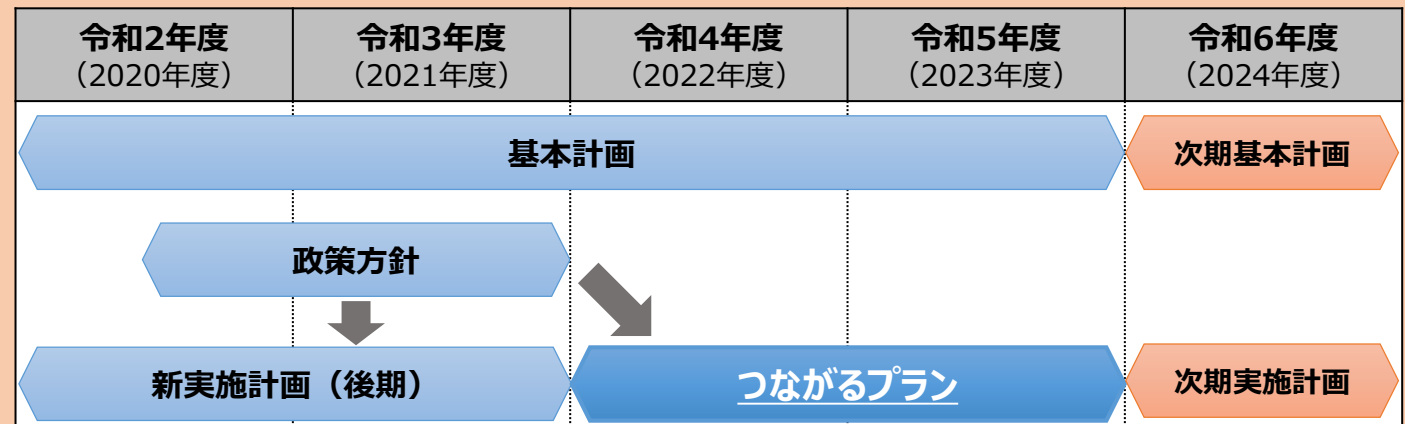 令和2年度
（2020年度）
令和3年度
（2021年度）
令和4年度
（2022年度）
令和5年度
（2023年度）
令和6年度
（2024年度）
基本計画
次期基本計画
政策方針
新実施計画（後期）
つながるプラン
次期実施計画